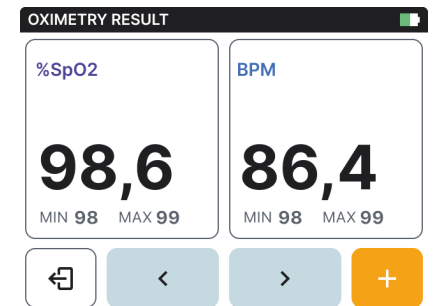 OXIMETRY RESULT
%SpO2
98,6
MIN 98 MAX 99
BPM
86,4
MIN 98 MAX 99